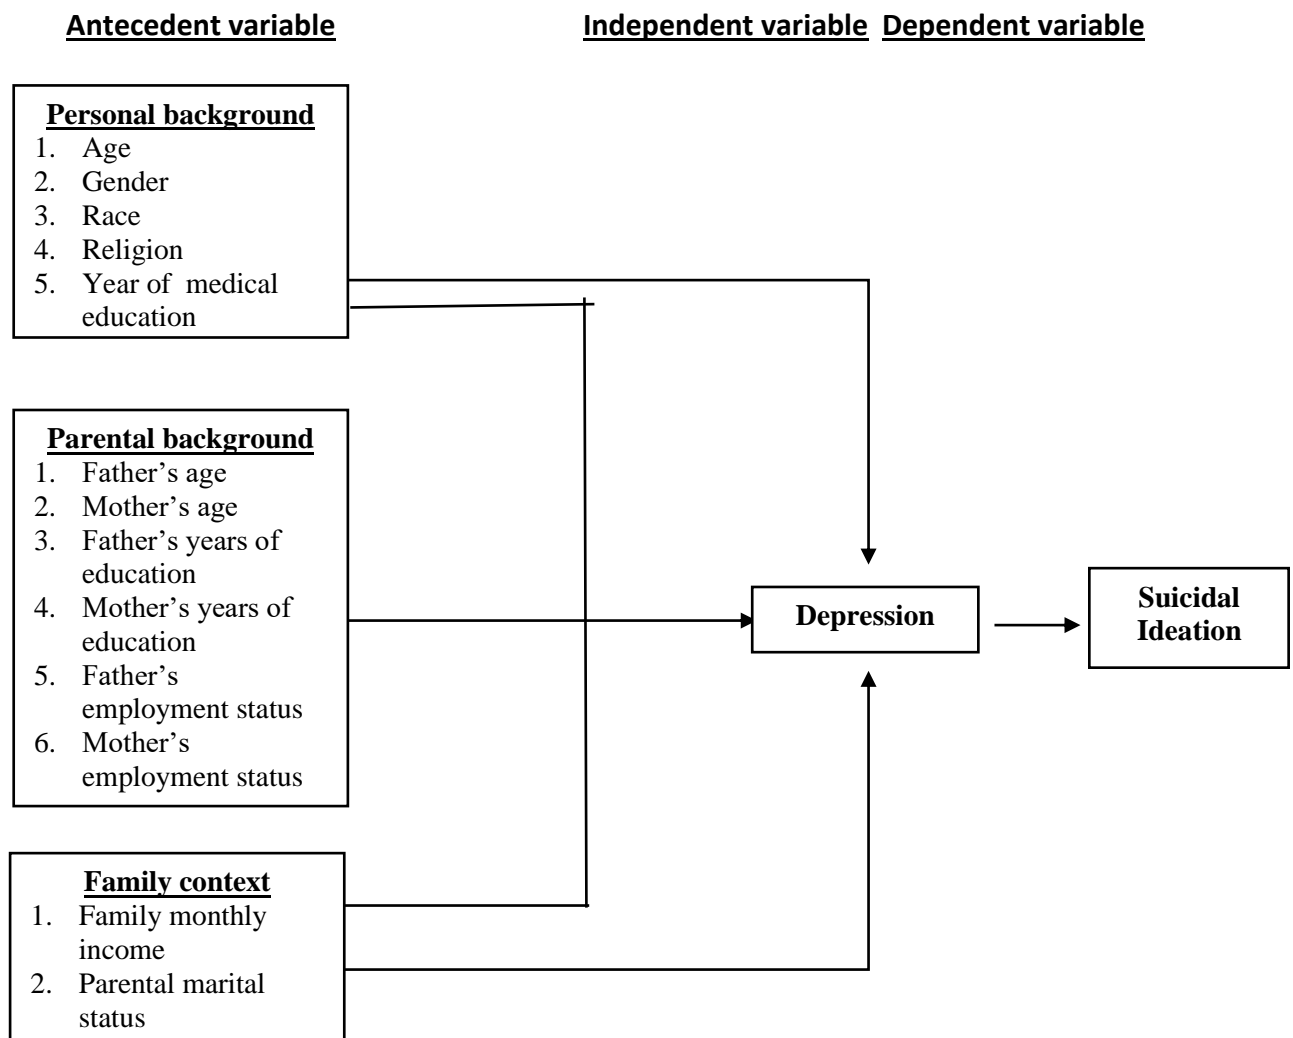 Antecedent variable Independent variable Dependent variable
Personal background
1. Age
2. Gender
3. Race
4. Religion
5. Year of medical
education
Parental background
1. Father’s age
2. Mother’s age
3. Father’s years of
education
4. Mother’s years of
education
5. Father’s
employment status
6. Mother’s
employment status
Family context
1. Family monthly
income
2. Parental marital
status
Depression
Suicidal
Ideation